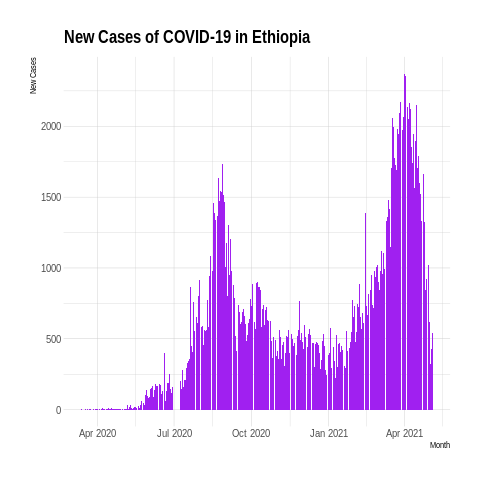 New Cases of COVID-19 in Ethiopia
New Cases
2000
1500
1000
500
0
Apr 2020 Jul 2020 Oct 2020 Jan 2021 Apr 2021
Month